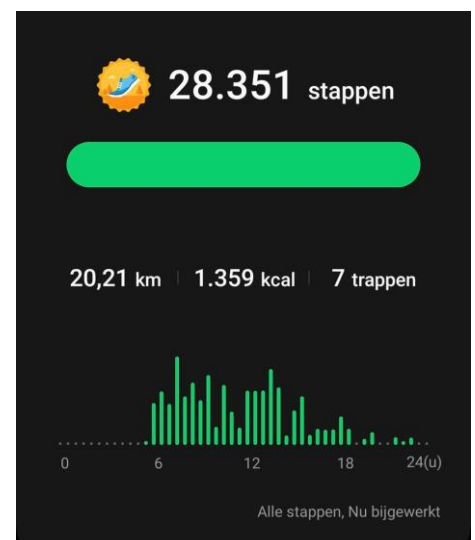 28.351 stappen
20,21 km 1.359 kcal 7 trappen
0 6 12 18 24(u)
Alle stappen, Nu bijgewerkt